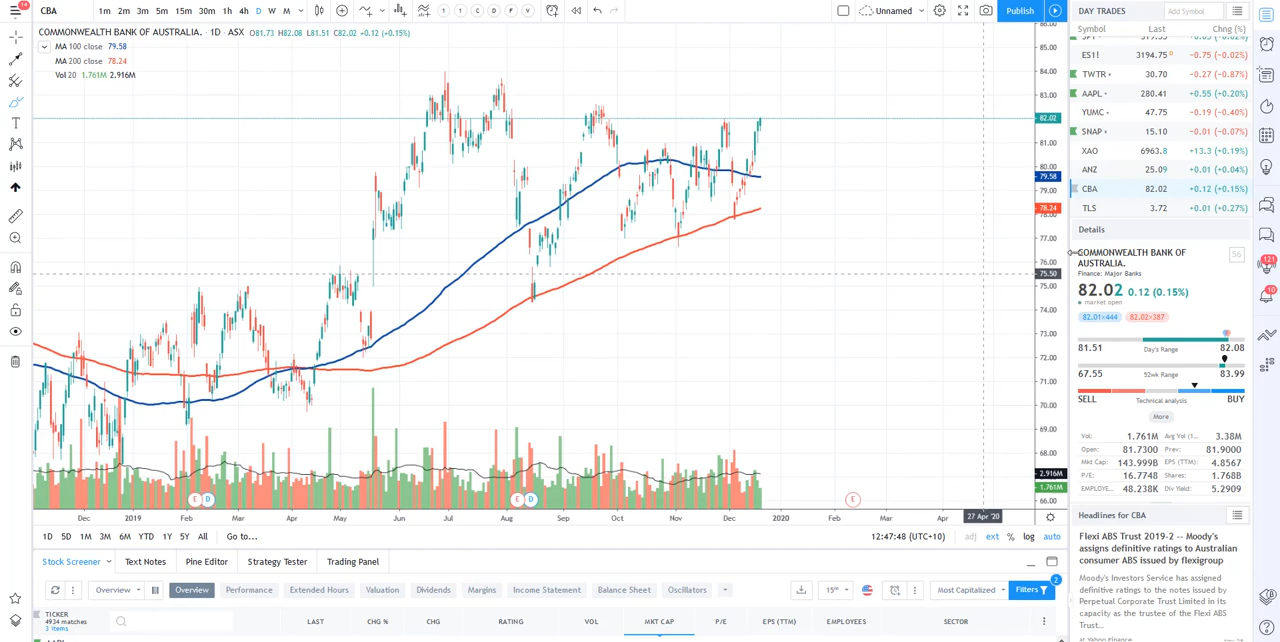 14
CBA
1m 2m 3m 5m 15m 30m 1h 4h D W M
Unnamed
Publish
COMMONWEALTH BANK OF AUSTRALIA. · 1D · ASX O81.73 H82.08 L81.51 C82.02 +0.12 (+0.15%)
MA 100 close 79.58
MA 200 close 78.24
Vol 20 1.761M 2.916M
86.00
85.00
84.00
83.00
82.02
81.00
80.00
79.58
79.00
78.24
77.00
76.00
75.50
75.00
74.00
73.00
72.00
71.00
70.00
69.00
68.00
2.916M
1.761M
66.00
E D E D E
Dec 2019 Feb Mar Apr May Jun Jul Aug Sep Oct Nov Dec 2020 Feb Mar Apr 27 Apr '20
1D 5D 1M 3M 6M YTD 1Y 5Y All Go to...
12:47:48 (UTC+10) adj ext % log auto
Stock Screener Text Notes Pine Editor Strategy Tester Trading Panel
Overview Overview Performance Extended Hours Valuation Dividends Margins Income Statement Balance Sheet Oscillators
15m Most Capitalized Filters 2
TICKER
4934 matches
3 items
LAST CHG % CHG RATING VOL MKT CAP P/E EPS (TTM) EMPLOYEES SECTOR
DAY TRADES Add Symbol
Symbol Last Chng (%)
ES1! 3194.75 D −0.75 (−0.02%)
TWTR 30.70 −0.27 (−0.87%)
AAPL 280.41 +0.55 (+0.20%)
YUMC 47.75 −0.19 (−0.40%)
SNAP 15.10 −0.01 (−0.07%)
XAO 6963.8 +13.3 (+0.19%)
ANZ 25.09 +0.01 (+0.04%)
CBA 82.02 +0.12 (+0.15%)
TLS 3.72 +0.01 (+0.27%)
Details
COMMONWEALTH BANK OF
AUSTRALIA.
56
Finance: Major Banks
82.02 0.12 (0.15%)
market open
82.01×444 82.02×387
81.51 Day's Range 82.08
67.55 52wk Range 83.99
SELL Technical analysis BUY
More
Vol: 1.761M Avg Vol (1... 3.38M
Open: 81.7300 Prev: 81.9000
Mkt Cap: 143.999B EPS (TTM): 4.8567
P/E: 16.7748 Shares: 1.768B
EMPLOYE... 48.238K Div Yield: 5.2909
Headlines for CBA
Flexi ABS Trust 2019-2 -- Moody's
assigns definitive ratings to Australian
consumer ABS issued by flexigroup
Moody's Investors Service has assigned
definitive ratings to the notes issued by
Perpetual Corporate Trust Limited in its
capacity as the trustee of the Flexi ABS
Trust...
121
10